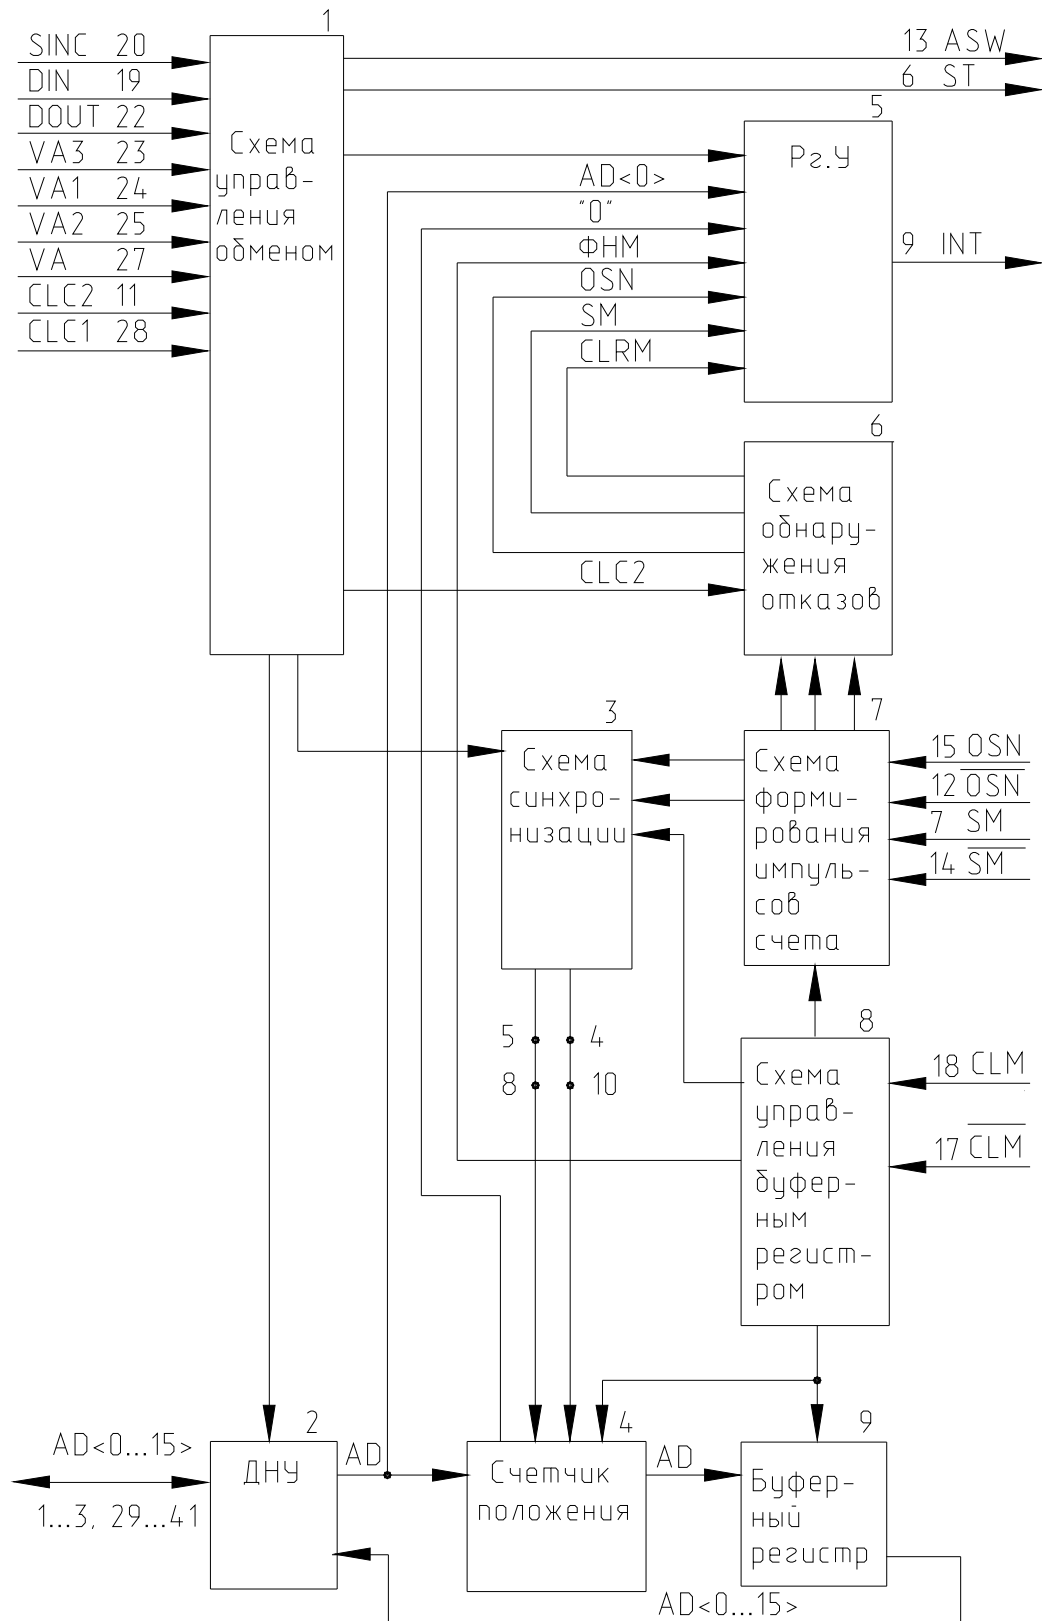 1
SINC 20
DIN 19
DOUT 22
VA3 23
VA1 24
VA2 25
VA 27
CLC2 11
CLC1 28
Схема
управ-
ления
обменом
13 ASW
6 ST
5
Рг.У
AD<0>
"0"
ФНМ
OSN
SM
CLRM
9 INT
6
Схема
обнару-
жения
отказов
CLC2
3
Схема
синхро-
низации
7
Схема
форми-
рования
импуль-
сов
счета
15 OSN
12 O̅S̅N̅
7 SM
14 S̅M̅
5
4
8
10
8
Схема
управ-
ления
буфер-
ным
регист-
ром
18 CLM
17 C̅L̅M̅
AD<0...15>
1...3, 29...41
2
ДНУ
AD
4
Счетчик
положения
AD
9
Буфер-
ный
регистр
AD<0...15>